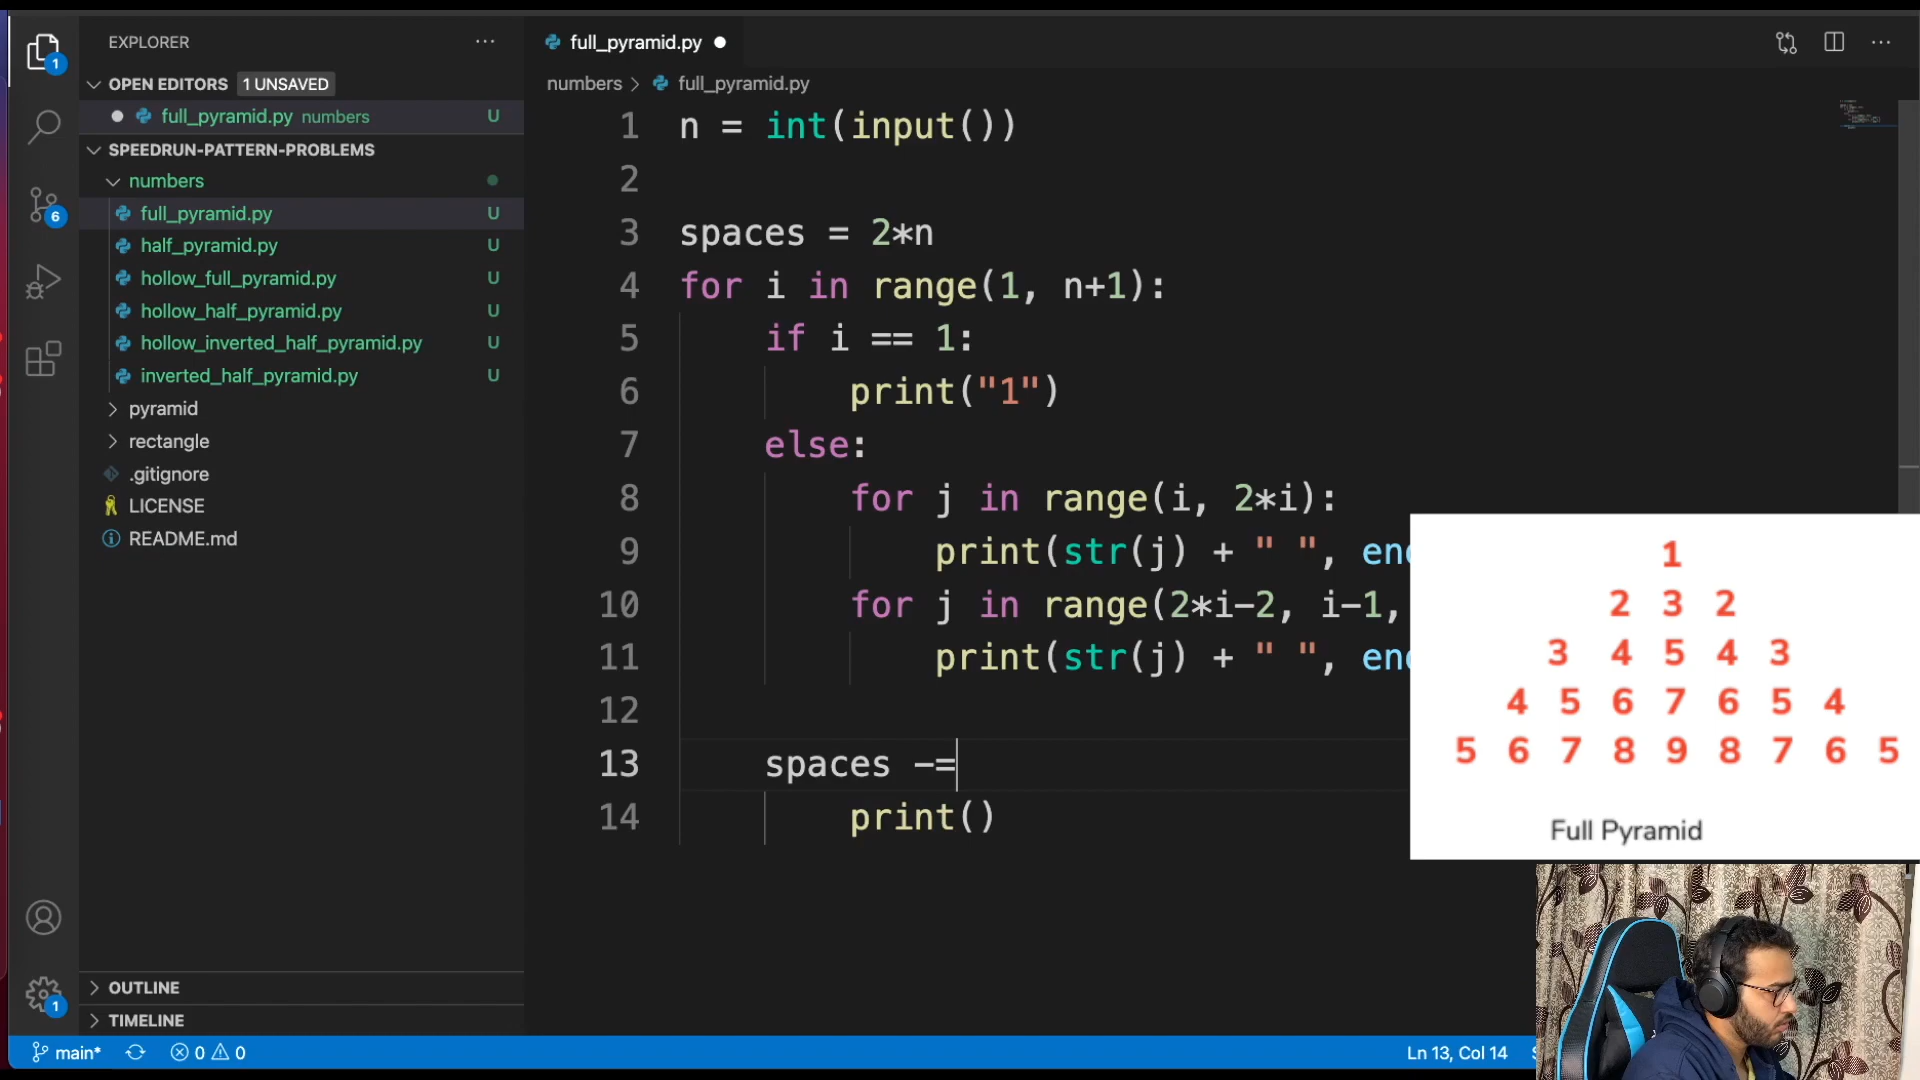 EXPLORER
OPEN EDITORS 1 UNSAVED
full_pyramid.py numbers U
SPEEDRUN-PATTERN-PROBLEMS
numbers
full_pyramid.py U
half_pyramid.py U
hollow_full_pyramid.py U
hollow_half_pyramid.py U
hollow_inverted_half_pyramid.py U
inverted_half_pyramid.py U
pyramid
rectangle
.gitignore
LICENSE
README.md
OUTLINE
TIMELINE
1
6
1
full_pyramid.py
numbers > full_pyramid.py
1 n = int(input())
2
3 spaces = 2*n
4 for i in range(1, n+1):
5 if i == 1:
6 print("1")
7 else:
8 for j in range(i, 2*i):
9 print(str(j) + " ", end
10 for j in range(2*i-2, i-1,
11 print(str(j) + " ", end
12
13 spaces -=
14 print()
1
2 3 2
3 4 5 4 3
4 5 6 7 6 5 4
5 6 7 8 9 8 7 6 5
Full Pyramid
main* 0 0 Ln 13, Col 14